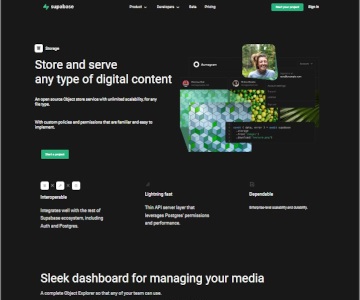 supabase
Product
Developers
Beta
Pricing
Start your project
Sign in
Storage
Store and serve
any type of digital content
An open source Object store service with unlimited scalability, for any
file type.
With custom policies and permissions that are familiar and easy to
implement.
Start a project
Interoperable
Integrates well with the rest of
Supabase ecosystem, including
Auth and Postgres.
Lightning fast
Thin API server layer that
leverages Postgres' permissions
and performance.
Dependable
Enterprise-level scalability and durability.
Sleek dashboard for managing your media
A complete Object Explorer so that any of your team can use.